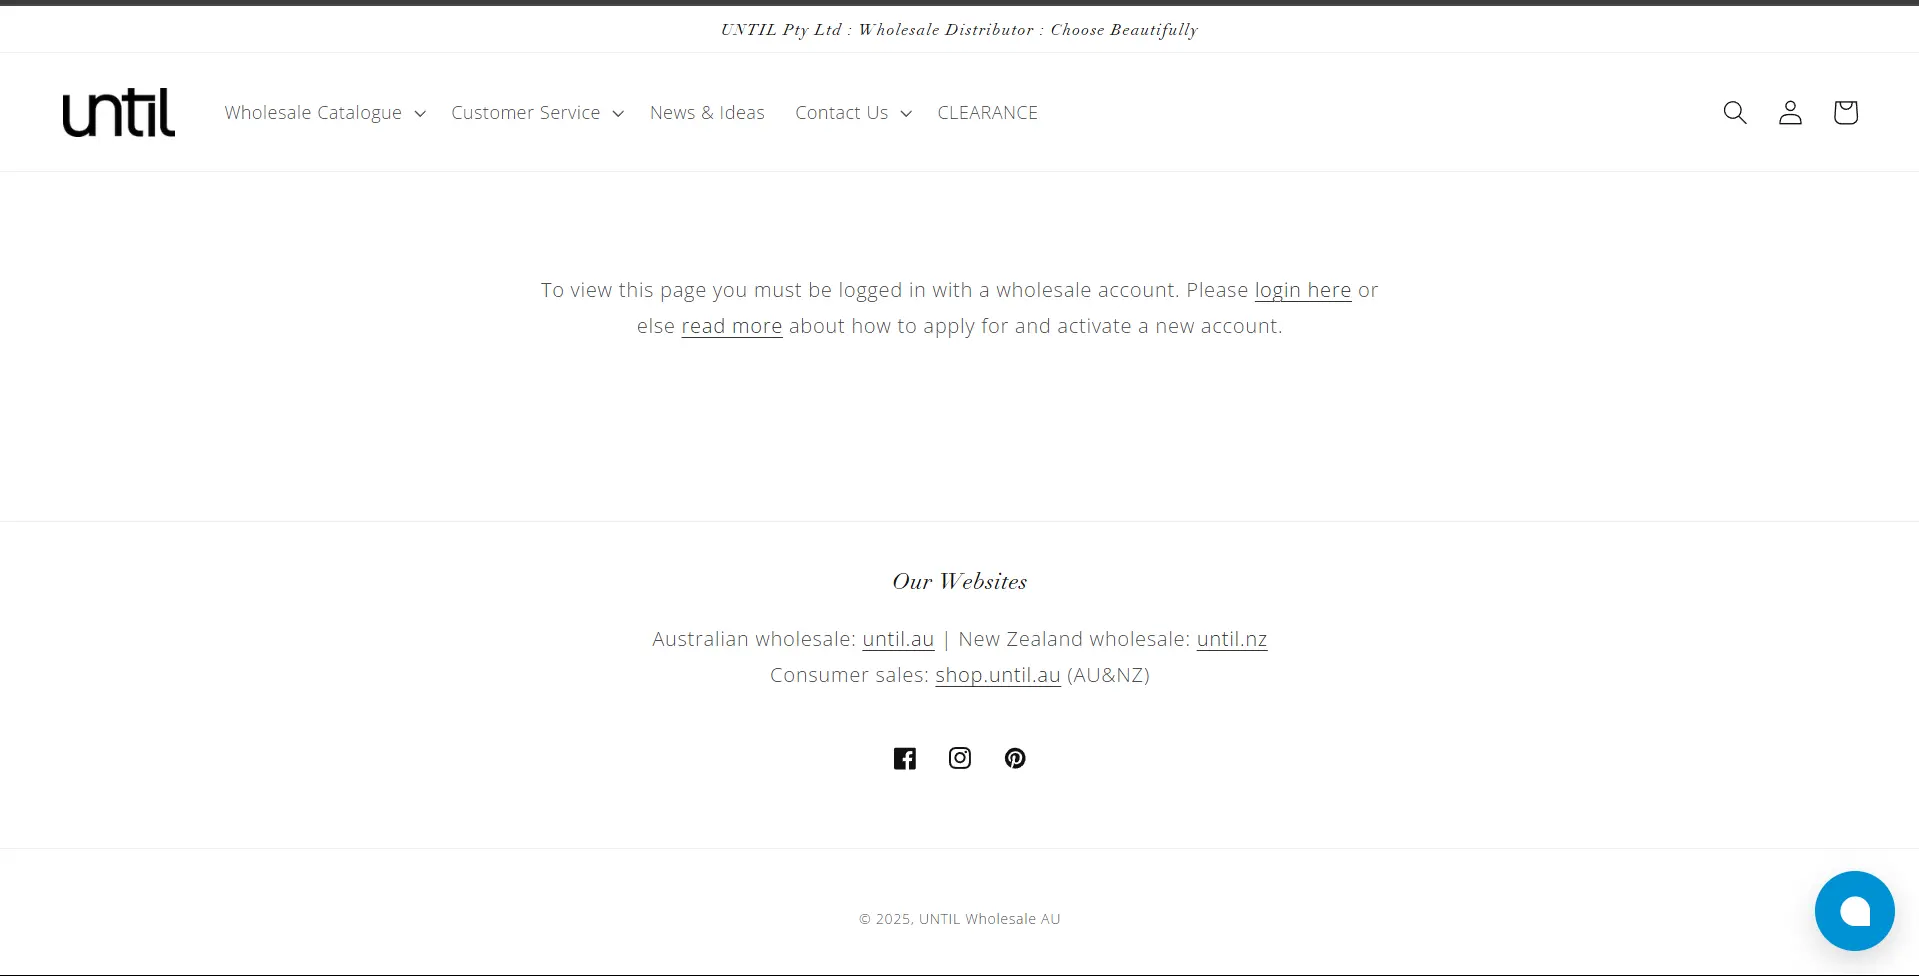 UNTIL Pty Ltd : Wholesale Distributor : Choose Beautifully
until
Wholesale Catalogue
Customer Service
News & Ideas
Contact Us
CLEARANCE
To view this page you must be logged in with a wholesale account. Please login here or
else read more about how to apply for and activate a new account.
Our Websites
Australian wholesale: until.au | New Zealand wholesale: until.nz
Consumer sales: shop.until.au (AU&NZ)
© 2025, UNTIL Wholesale AU